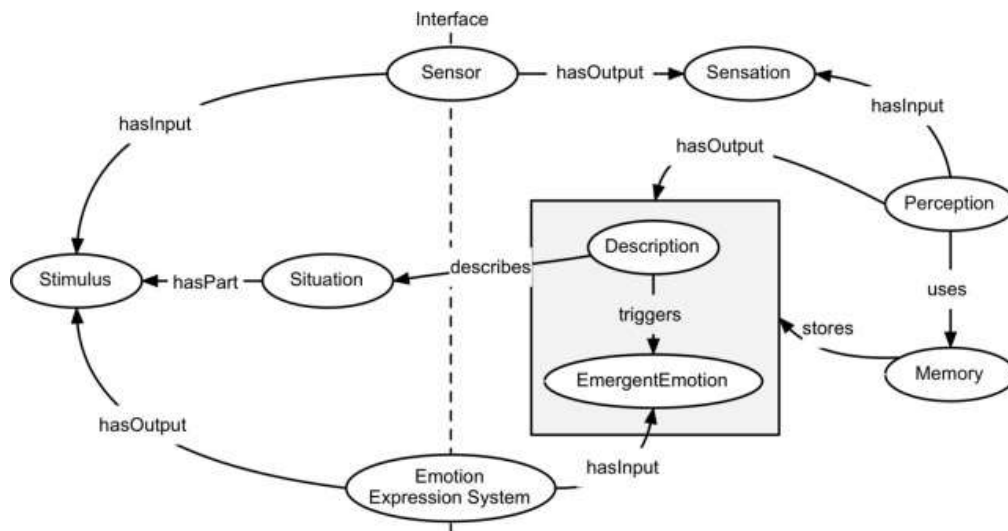 Interface
Sensor
hasOutput
Sensation
hasInput
hasInput
hasOutput
Perception
Description
describes
Stimulus
hasPart
Situation
uses
triggers
stores
EmergentEmotion
Memory
hasOutput
hasInput
Emotion
Expression System